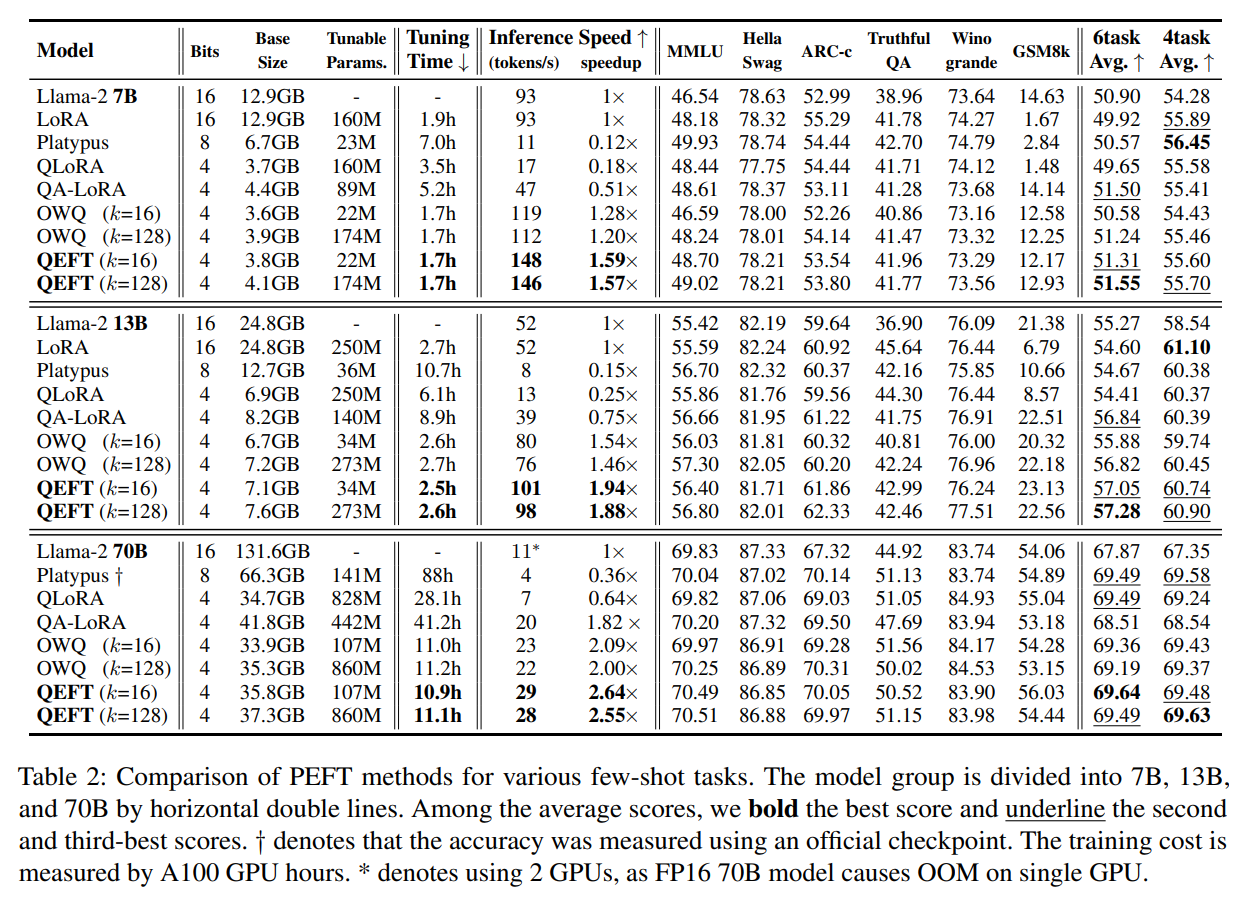 Model Bits Base Size Tunable Params. Tuning Time ↓ Inference Speed ↑ (tokens/s) speedup MMLU Hella Swag ARC-c Truthful QA Wino grande GSM8k 6task Avg. ↑ 4task Avg. ↑
Llama-2 7B 16 12.9GB - - 93 1× 46.54 78.63 52.99 38.96 73.64 14.63 50.90 54.28
LoRA 16 12.9GB 160M 1.9h 93 1× 48.18 78.32 55.29 41.78 74.27 1.67 49.92 55.89
Platypus 8 6.7GB 23M 7.0h 11 0.12× 49.93 78.74 54.44 42.70 74.79 2.84 50.57 56.45
QLoRA 4 3.7GB 160M 3.5h 17 0.18× 48.44 77.75 54.44 41.71 74.12 1.48 49.65 55.58
QA-LoRA 4 4.4GB 89M 5.2h 47 0.51× 48.61 78.37 53.11 41.28 73.68 14.14 51.50 55.41
OWQ (k=16) 4 3.6GB 22M 1.7h 119 1.28× 46.59 78.00 52.26 40.86 73.16 12.58 50.58 54.43
OWQ (k=128) 4 3.9GB 174M 1.7h 112 1.20× 48.24 78.01 54.14 41.47 73.32 12.25 51.24 55.46
QEFT (k=16) 4 3.8GB 22M 1.7h 148 1.59× 48.70 78.21 53.54 41.96 73.29 12.17 51.31 55.60
QEFT (k=128) 4 4.1GB 174M 1.7h 146 1.57× 49.02 78.21 53.80 41.77 73.56 12.93 51.55 55.70
Llama-2 13B 16 24.8GB - - 52 1× 55.42 82.19 59.64 36.90 76.09 21.38 55.27 58.54
LoRA 16 24.8GB 250M 2.7h 52 1× 55.59 82.24 60.92 45.64 76.44 6.79 54.60 61.10
Platypus 8 12.7GB 36M 10.7h 8 0.15× 56.70 82.32 60.37 42.16 75.85 10.66 54.67 60.38
QLoRA 4 6.9GB 250M 6.1h 13 0.25× 55.86 81.76 59.56 44.30 76.44 8.57 54.41 60.37
QA-LoRA 4 8.2GB 140M 8.9h 39 0.75× 56.66 81.95 61.22 41.75 76.91 22.51 56.84 60.39
OWQ (k=16) 4 6.7GB 34M 2.6h 80 1.54× 56.03 81.81 60.32 40.81 76.00 20.32 55.88 59.74
OWQ (k=128) 4 7.2GB 273M 2.7h 76 1.46× 57.30 82.05 60.20 42.24 76.96 22.18 56.82 60.45
QEFT (k=16) 4 7.1GB 34M 2.5h 101 1.94× 56.40 81.71 61.86 42.99 76.24 23.13 57.05 60.74
QEFT (k=128) 4 7.6GB 273M 2.6h 98 1.88× 56.80 82.01 62.33 42.46 77.51 22.56 57.28 60.90
Llama-2 70B 16 131.6GB - - 11* 1× 69.83 87.33 67.32 44.92 83.74 54.06 67.87 67.35
Platypus † 8 66.3GB 141M 88h 4 0.36× 70.04 87.02 70.14 51.13 83.74 54.89 69.49 69.58
QLoRA 4 34.7GB 828M 28.1h 7 0.64× 69.82 87.06 69.03 51.05 84.93 55.04 69.49 69.24
QA-LoRA 4 41.8GB 442M 41.2h 20 1.82 × 70.20 87.32 69.50 47.69 83.94 53.18 68.51 68.54
OWQ (k=16) 4 33.9GB 107M 11.0h 23 2.09× 69.97 86.91 69.28 51.56 84.17 54.28 69.36 69.43
OWQ (k=128) 4 35.3GB 860M 11.2h 22 2.00× 70.25 86.89 70.31 50.02 84.53 53.15 69.19 69.37
QEFT (k=16) 4 35.8GB 107M 10.9h 29 2.64× 70.49 86.85 70.05 50.52 83.90 56.03 69.64 69.48
QEFT (k=128) 4 37.3GB 860M 11.1h 28 2.55× 70.51 86.88 69.97 51.15 83.98 54.44 69.49 69.63
Table 2: Comparison of PEFT methods for various few-shot tasks. The model group is divided into 7B, 13B,
and 70B by horizontal double lines. Among the average scores, we bold the best score and underline the second
and third-best scores. † denotes that the accuracy was measured using an official checkpoint. The training cost is
measured by A100 GPU hours. * denotes using 2 GPUs, as FP16 70B model causes OOM on single GPU.